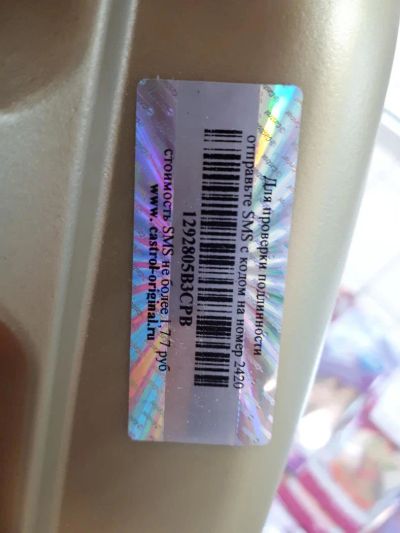 Для проверки подлинности
отправьте SMS с кодом на номер 2420
1292805B3CPB
стоимость SMS не более 1,77 руб
www.castrol-original.ru